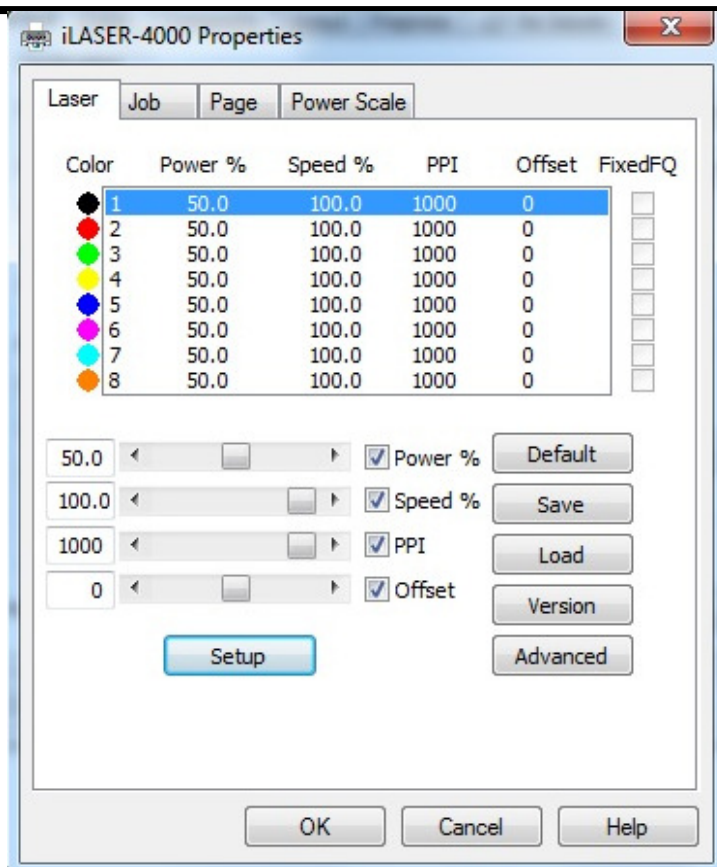 iLASER-4000 Properties
Laser Job Page Power Scale
Color Power % Speed % PPI Offset FixedFQ
1 50.0 100.0 1000 0
2 50.0 100.0 1000 0
3 50.0 100.0 1000 0
4 50.0 100.0 1000 0
5 50.0 100.0 1000 0
6 50.0 100.0 1000 0
7 50.0 100.0 1000 0
8 50.0 100.0 1000 0
50.0 Power % Default
100.0 Speed % Save
1000 PPI Load
0 Offset Version
Setup Advanced
OK Cancel Help